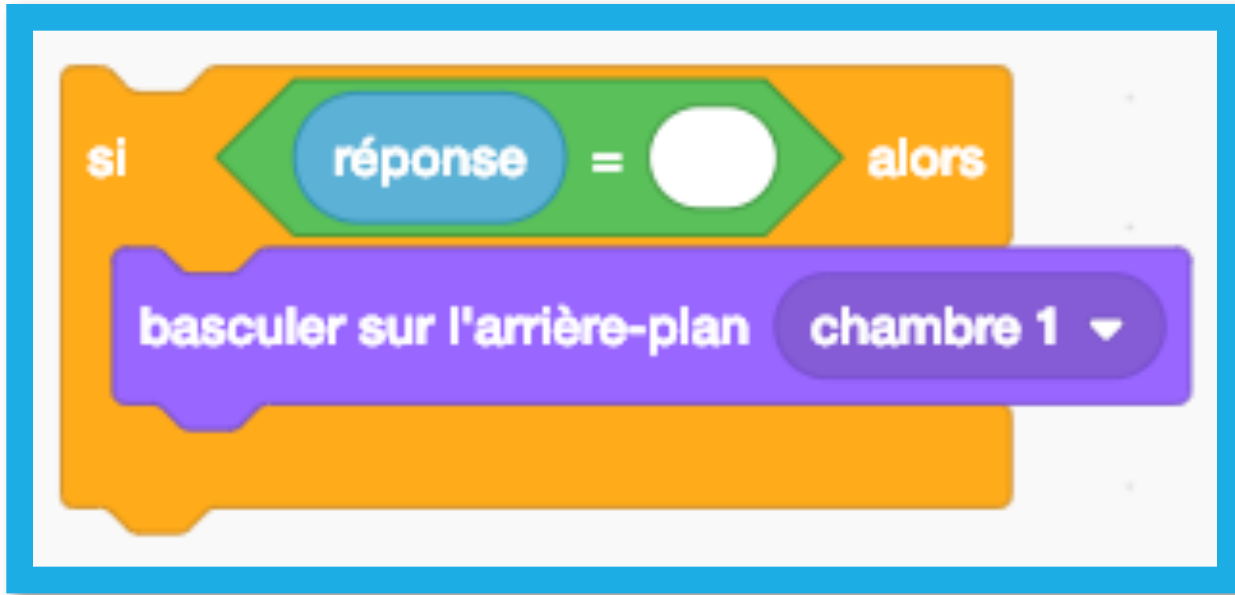 si réponse = alors
basculer sur l'arrière-plan chambre 1